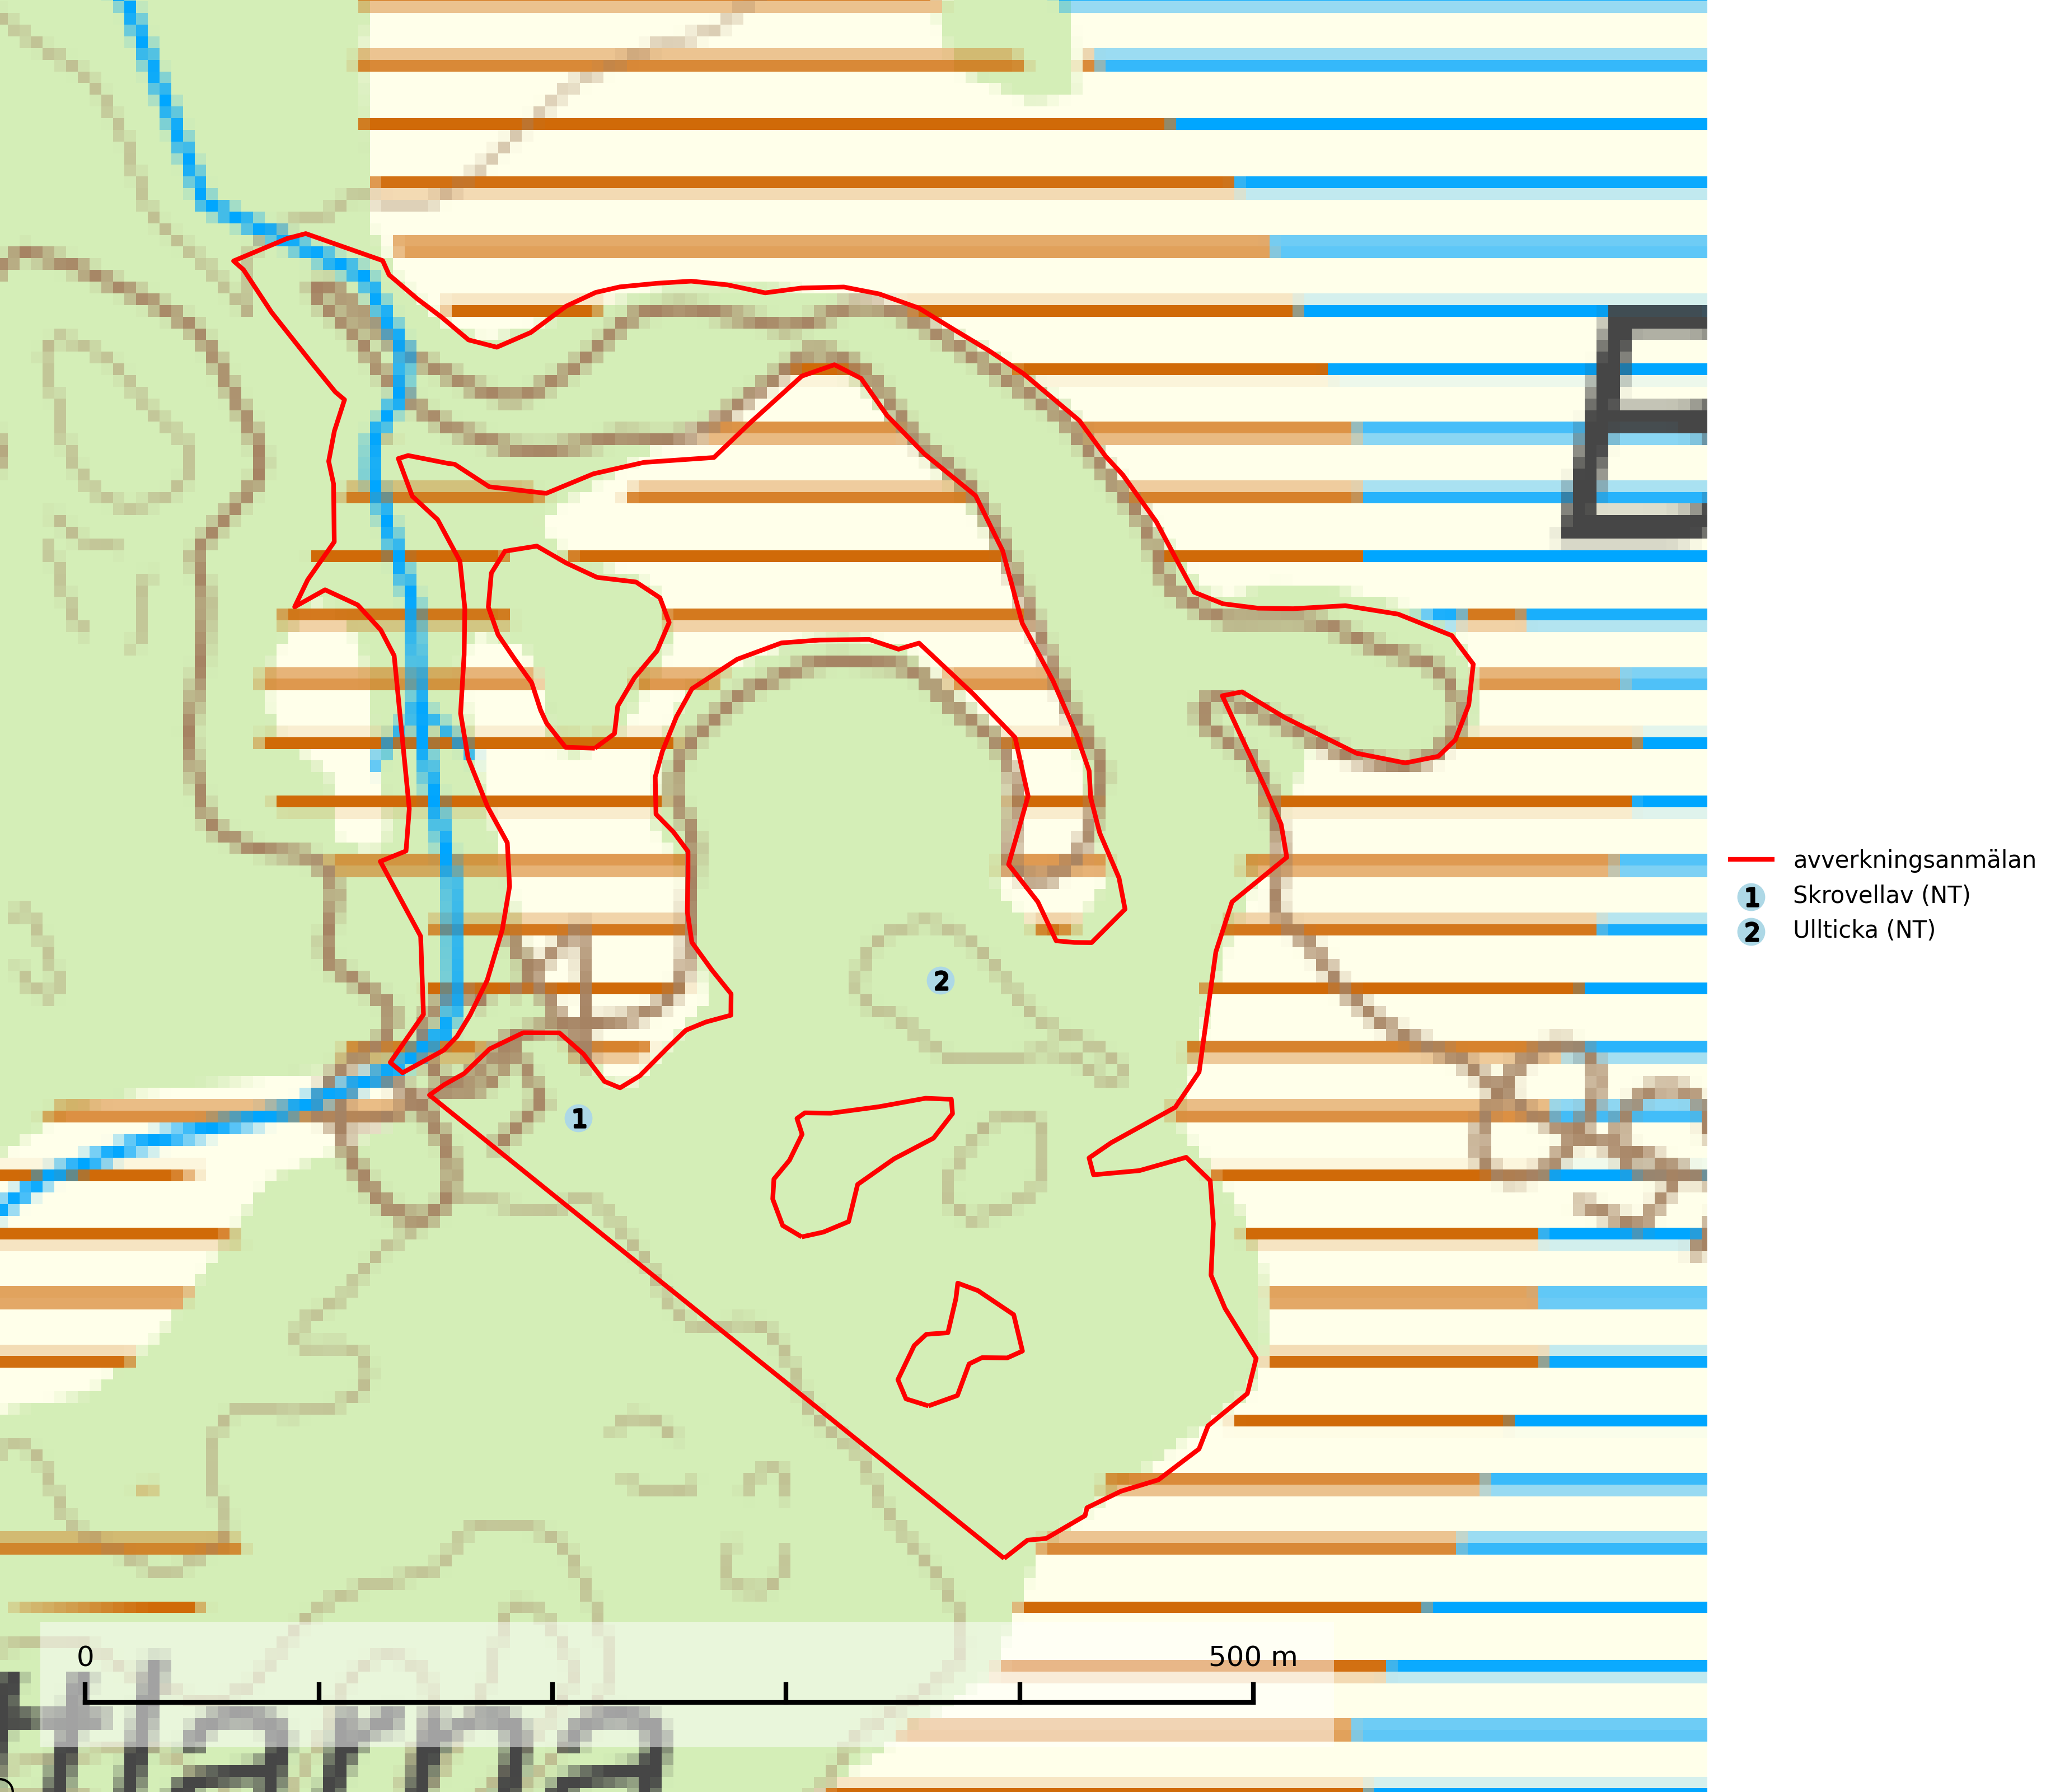 E
avverkningsanmälan
1 Skrovellav (NT)
2 Ullticka (NT)
2
1
0 500 m